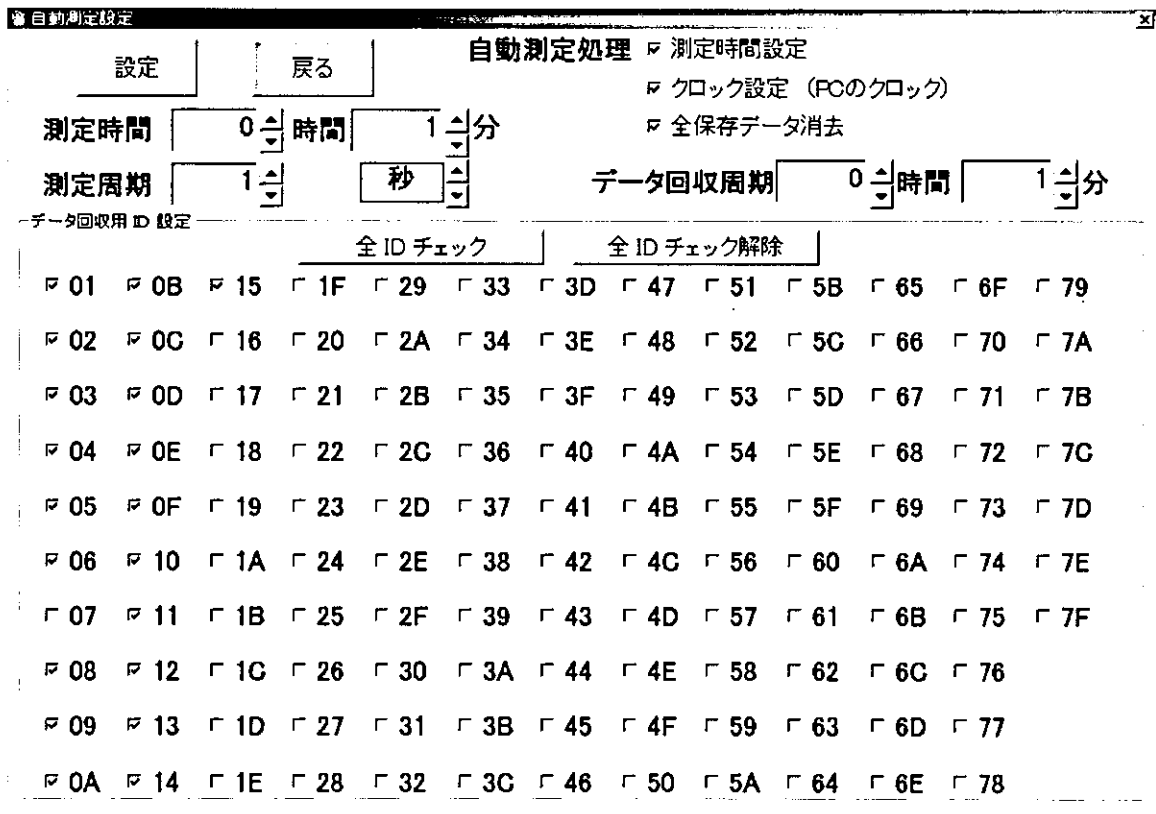 自動測定設定
設定 戻る 自動測定処理 測定時間設定
クロック設定 (PCのクロック)
測定時間 0 時間 1 分 全保存データ消去
測定周期 1 秒 データ回収周期 0 時間 1 分
データ回収用 ID 設定
全 ID チェック 全 ID チェック解除
01 0B 15 1F 29 33 3D 47 51 5B 65 6F 79
02 0C 16 20 2A 34 3E 48 52 5C 66 70 7A
03 0D 17 21 2B 35 3F 49 53 5D 67 71 7B
04 0E 18 22 2C 36 40 4A 54 5E 68 72 7C
05 0F 19 23 2D 37 41 4B 55 5F 69 73 7D
06 10 1A 24 2E 38 42 4C 56 60 6A 74 7E
07 11 1B 25 2F 39 43 4D 57 61 6B 75 7F
08 12 1C 26 30 3A 44 4E 58 62 6C 76
09 13 1D 27 31 3B 45 4F 59 63 6D 77
0A 14 1E 28 32 3C 46 50 5A 64 6E 78